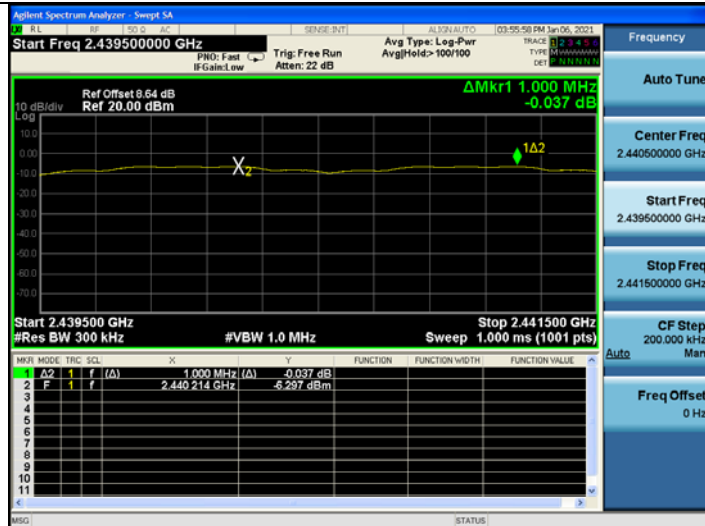 Agilent Spectrum Analyzer - Swept SA
RL RF 50 Ω AC SENSE:INT ALIGN AUTO 03:55:58 PM Jan 06, 2021
Start Freq 2.439500000 GHz
PNO: Fast
IFGain:Low
Trig: Free Run
Atten: 22 dB
Avg Type: Log-Pwr
Avg|Hold:>100/100
TRACE 1 2 3 4 5 6
TYPE M
DET P N N N N N
Ref Offset 8.64 dB
Ref 20.00 dBm
10 dB/div
Log
ΔMkr1 1.000 MHz
-0.037 dB
10.0
0.00
-10.0
-20.0
-30.0
-40.0
-50.0
-60.0
-70.0
X2
1Δ2
Start 2.439500 GHz Stop 2.441500 GHz
#Res BW 300 kHz #VBW 1.0 MHz Sweep 1.000 ms (1001 pts)
MKR MODE TRC SCL X Y FUNCTION FUNCTION WIDTH FUNCTION VALUE
1 Δ2 1 f (Δ) 1.000 MHz (Δ) -0.037 dB
2 F 1 f 2.440 214 GHz -6.297 dBm
3
4
5
6
7
8
9
10
11
MSG STATUS
Frequency
Auto Tune
Center Freq
2.440500000 GHz
Start Freq
2.439500000 GHz
Stop Freq
2.441500000 GHz
CF Step
200.000 kHz
Auto Man
Freq Offset
0 Hz